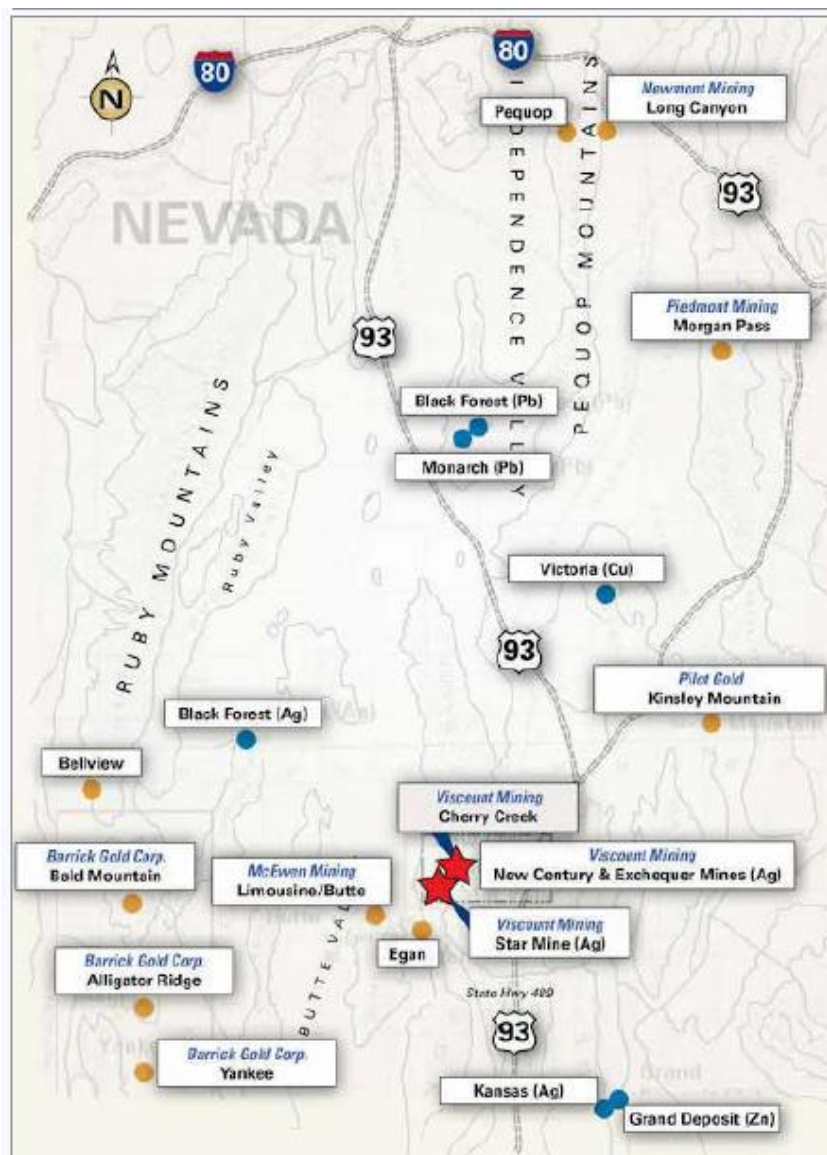 80
80
N
Pequop
Newmont Mining
Long Canyon
93
NEVADA
INDEPENDENCE VALLEY
PEQUOP MOUNTAINS
Piedmont Mining
Morgan Pass
93
Black Forest (Pb)
Monarch (Pb)
RUBY MOUNTAINS
Ruby Valley
Victoria (Cu)
93
Pilot Gold
Kinsley Mountain
Black Forest (Ag)
Bellview
Viscount Mining
Cherry Creek
Barrick Gold Corp.
Bald Mountain
McEwen Mining
Limousine/Butte
Viscount Mining
New Century & Exchequer Mines (Ag)
Viscount Mining
Star Mine (Ag)
Egan
BUTTE VAL
Barrick Gold Corp.
Alligator Ridge
State Hwy 489
93
Barrick Gold Corp.
Yankee
Kansas (Ag)
Grand Deposit (Zn)